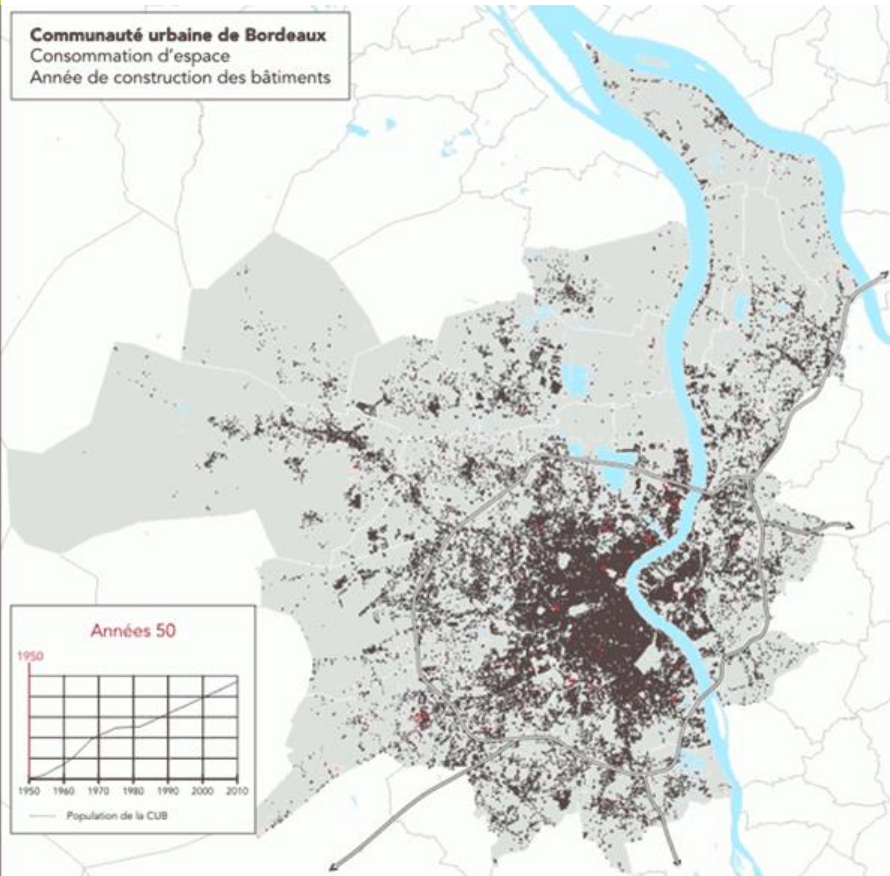 Communauté urbaine de Bordeaux
Consommation d'espace
Année de construction des bâtiments
Années 50
1950
1950 1960 1970 1980 1990 2000 2010
Population de la CUB